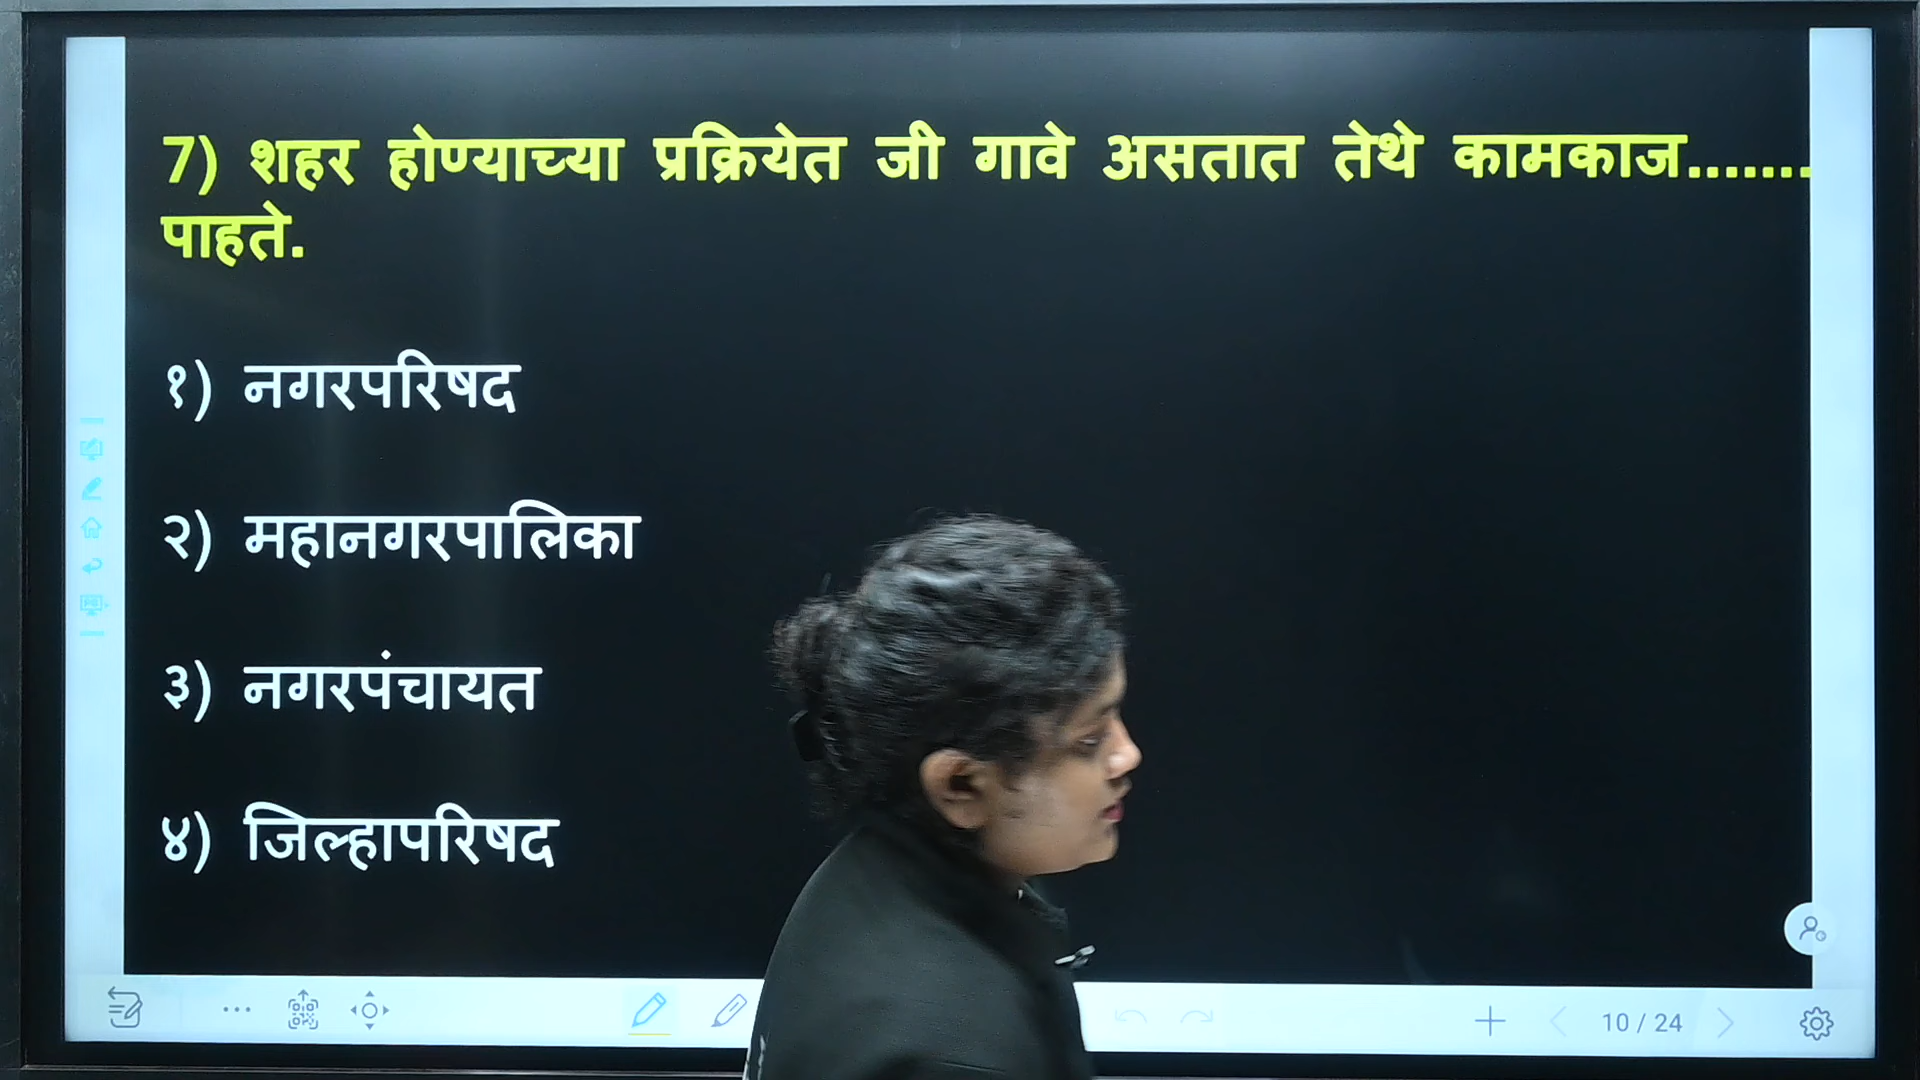 7) शहर होण्याच्या प्रक्रियेत जी गावे असतात तेथे कामकाज.......
पाहते.
१) नगरपरिषद
२) महानगरपालिका
३) नगरपंचायत
४) जिल्हापरिषद
10 / 24